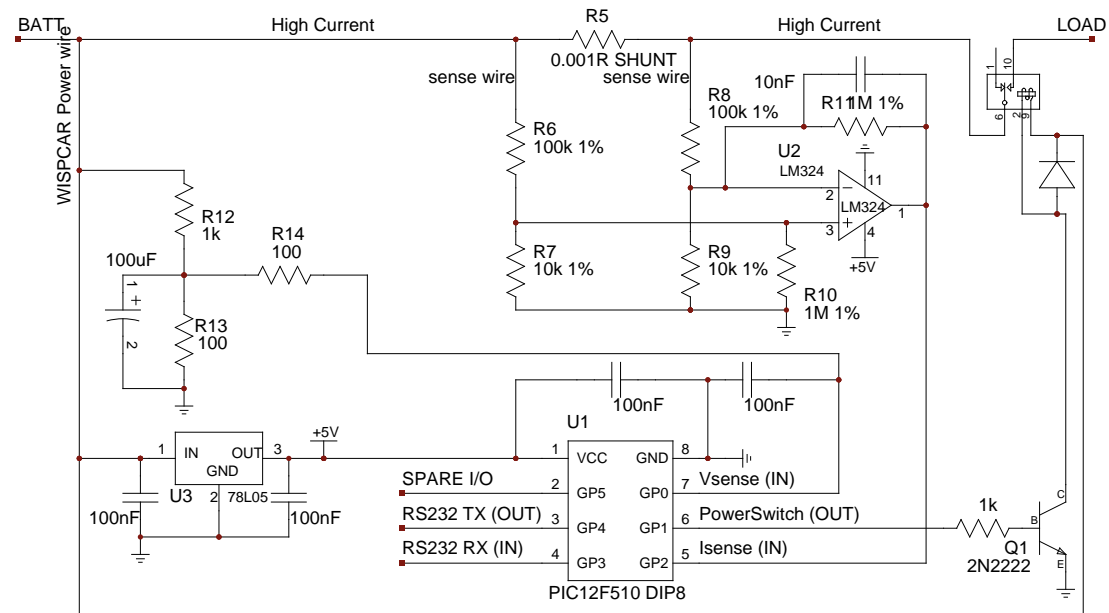 BATT
High Current
R5
High Current
LOAD
WISPCAR Power wire
0.001R SHUNT
sense wire
sense wire
10nF
1
10
6
2
9
R8
100k 1%
R11
1M 1%
R6
100k 1%
U2
LM324
11
2
LM324
1
3
4
+5V
R12
1k
R14
100
R7
10k 1%
R9
10k 1%
R10
1M 1%
100uF
1
+
2
R13
100
100nF
100nF
U1
+5V
1
IN
OUT
3
GND
U3
2
78L05
100nF
100nF
1
VCC
GND
8
SPARE I/O
2
GP5
GP0
7
Vsense (IN)
RS232 TX (OUT)
3
GP4
GP1
6
PowerSwitch (OUT)
RS232 RX (IN)
4
GP3
GP2
5
Isense (IN)
PIC12F510 DIP8
1k
C
B
E
Q1
2N2222